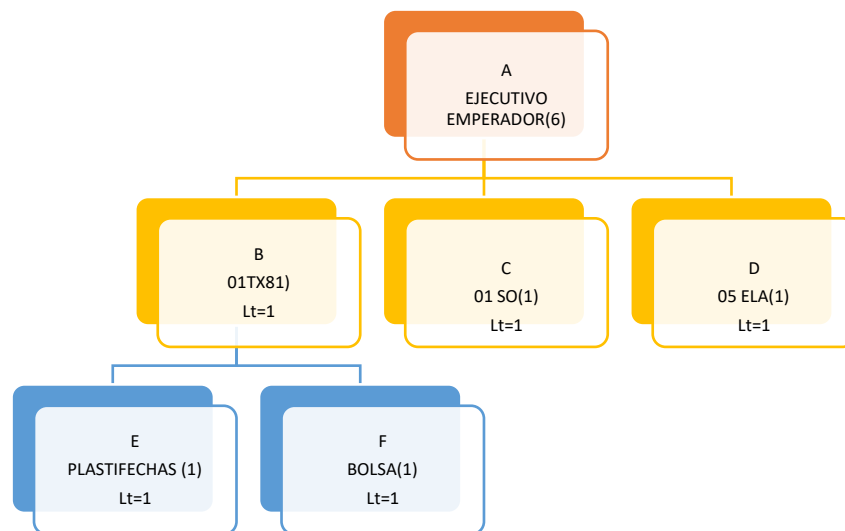 A
EJECUTIVO
EMPERADOR(6)
B
01TX81)
Lt=1
C
01 SO(1)
Lt=1
D
05 ELA(1)
Lt=1
E
PLASTIFECHAS (1)
Lt=1
F
BOLSA(1)
Lt=1